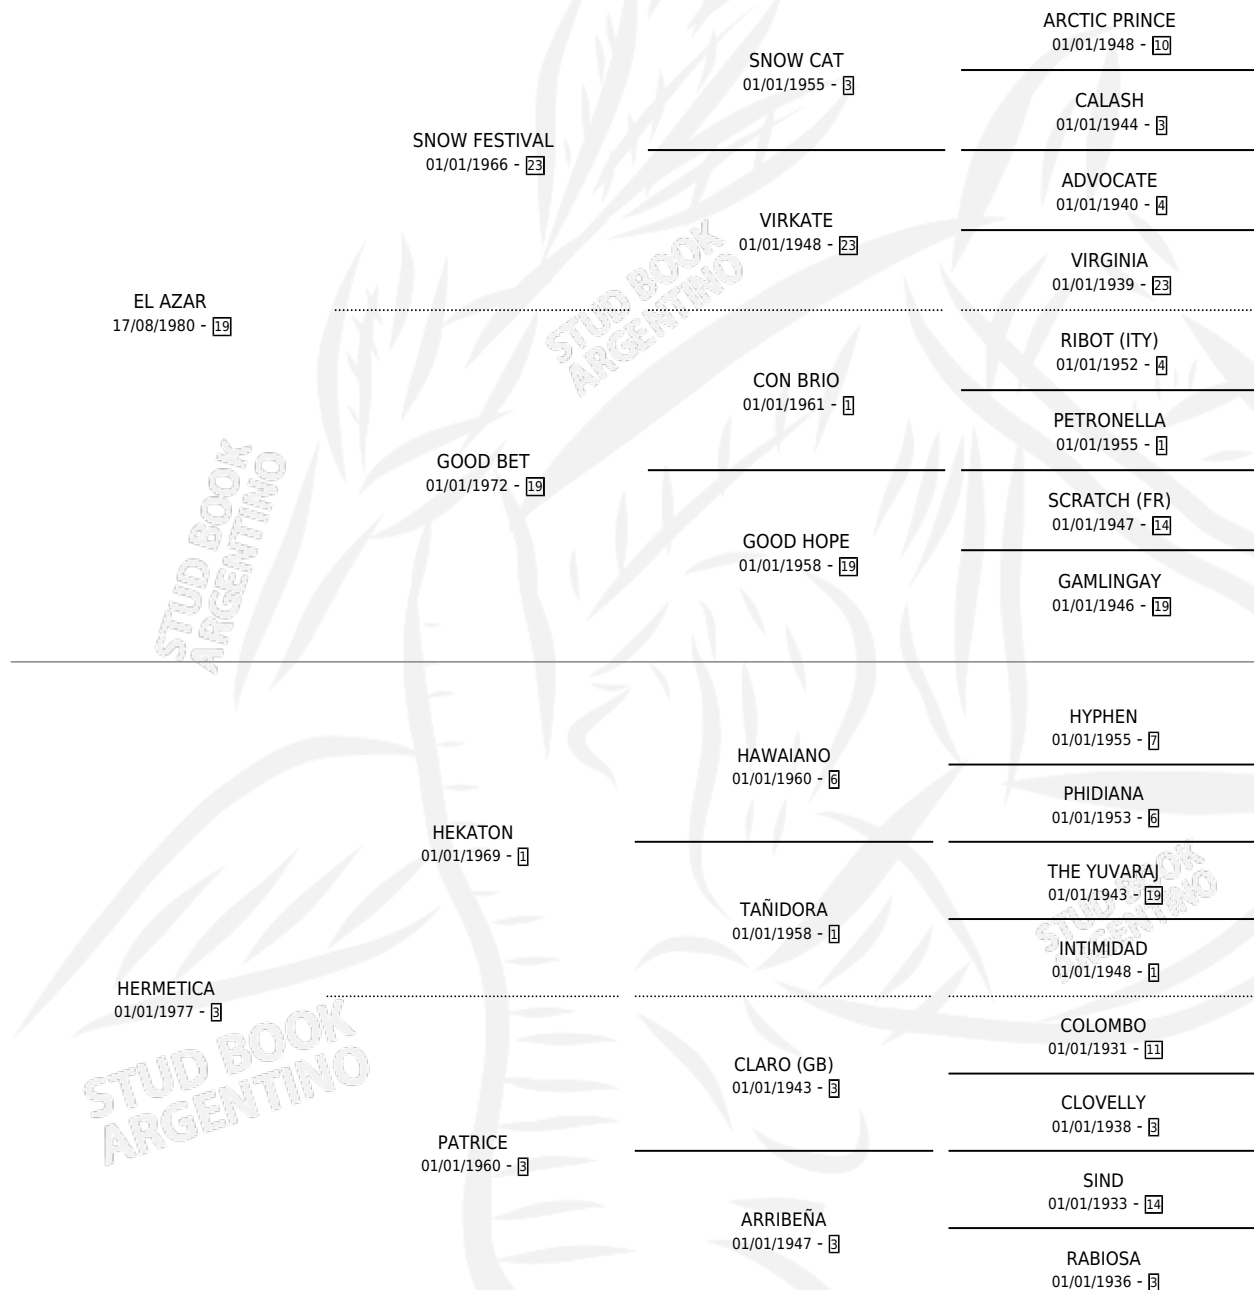 ARCTIC PRINCE
01/01/1948 - 10
SNOW CAT
01/01/1955 - 3
CALASH
01/01/1944 - 3
SNOW FESTIVAL
01/01/1966 - 23
ADVOCATE
01/01/1940 - 4
VIRKATE
01/01/1948 - 23
VIRGINIA
01/01/1939 - 23
EL AZAR
17/08/1980 - 19
RIBOT (ITY)
01/01/1952 - 4
CON BRIO
01/01/1961 - 1
PETRONELLA
01/01/1955 - 1
GOOD BET
01/01/1972 - 19
SCRATCH (FR)
01/01/1947 - 14
GOOD HOPE
01/01/1958 - 19
GAMLINGAY
01/01/1946 - 19
HYPHEN
01/01/1955 - 7
HAWAIANO
01/01/1960 - 6
PHIDIANA
01/01/1953 - 6
HEKATON
01/01/1969 - 1
THE YUVARAJ
01/01/1943 - 19
TAÑIDORA
01/01/1958 - 1
INTIMIDAD
01/01/1948 - 1
HERMETICA
01/01/1977 - 3
COLOMBO
01/01/1931 - 11
CLARO (GB)
01/01/1943 - 3
CLOVELLY
01/01/1938 - 3
PATRICE
01/01/1960 - 3
SIND
01/01/1933 - 14
ARRIBEÑA
01/01/1947 - 3
RABIOSA
01/01/1936 - 3
STUD BOOK
ARGENTINO
STUD BOOK
ARGENTINO
STUD BOOK
ARGENTINO
STUD BOOK
ARGENTINO